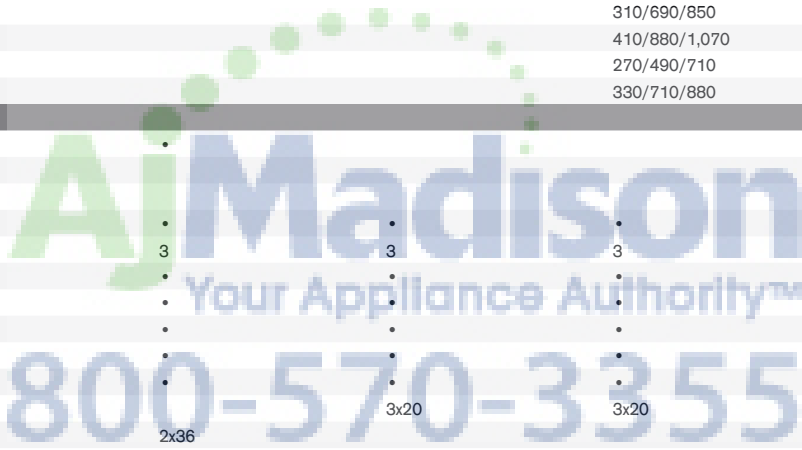 310/690/850
410/880/1,070
270/490/710
330/710/880
•
• • •
3 3 3
• • •
• • •
• • •
• • •
• • •
3x20 3x20
2x36
AjMadison
Your Appliance Authority™
800-570-3355